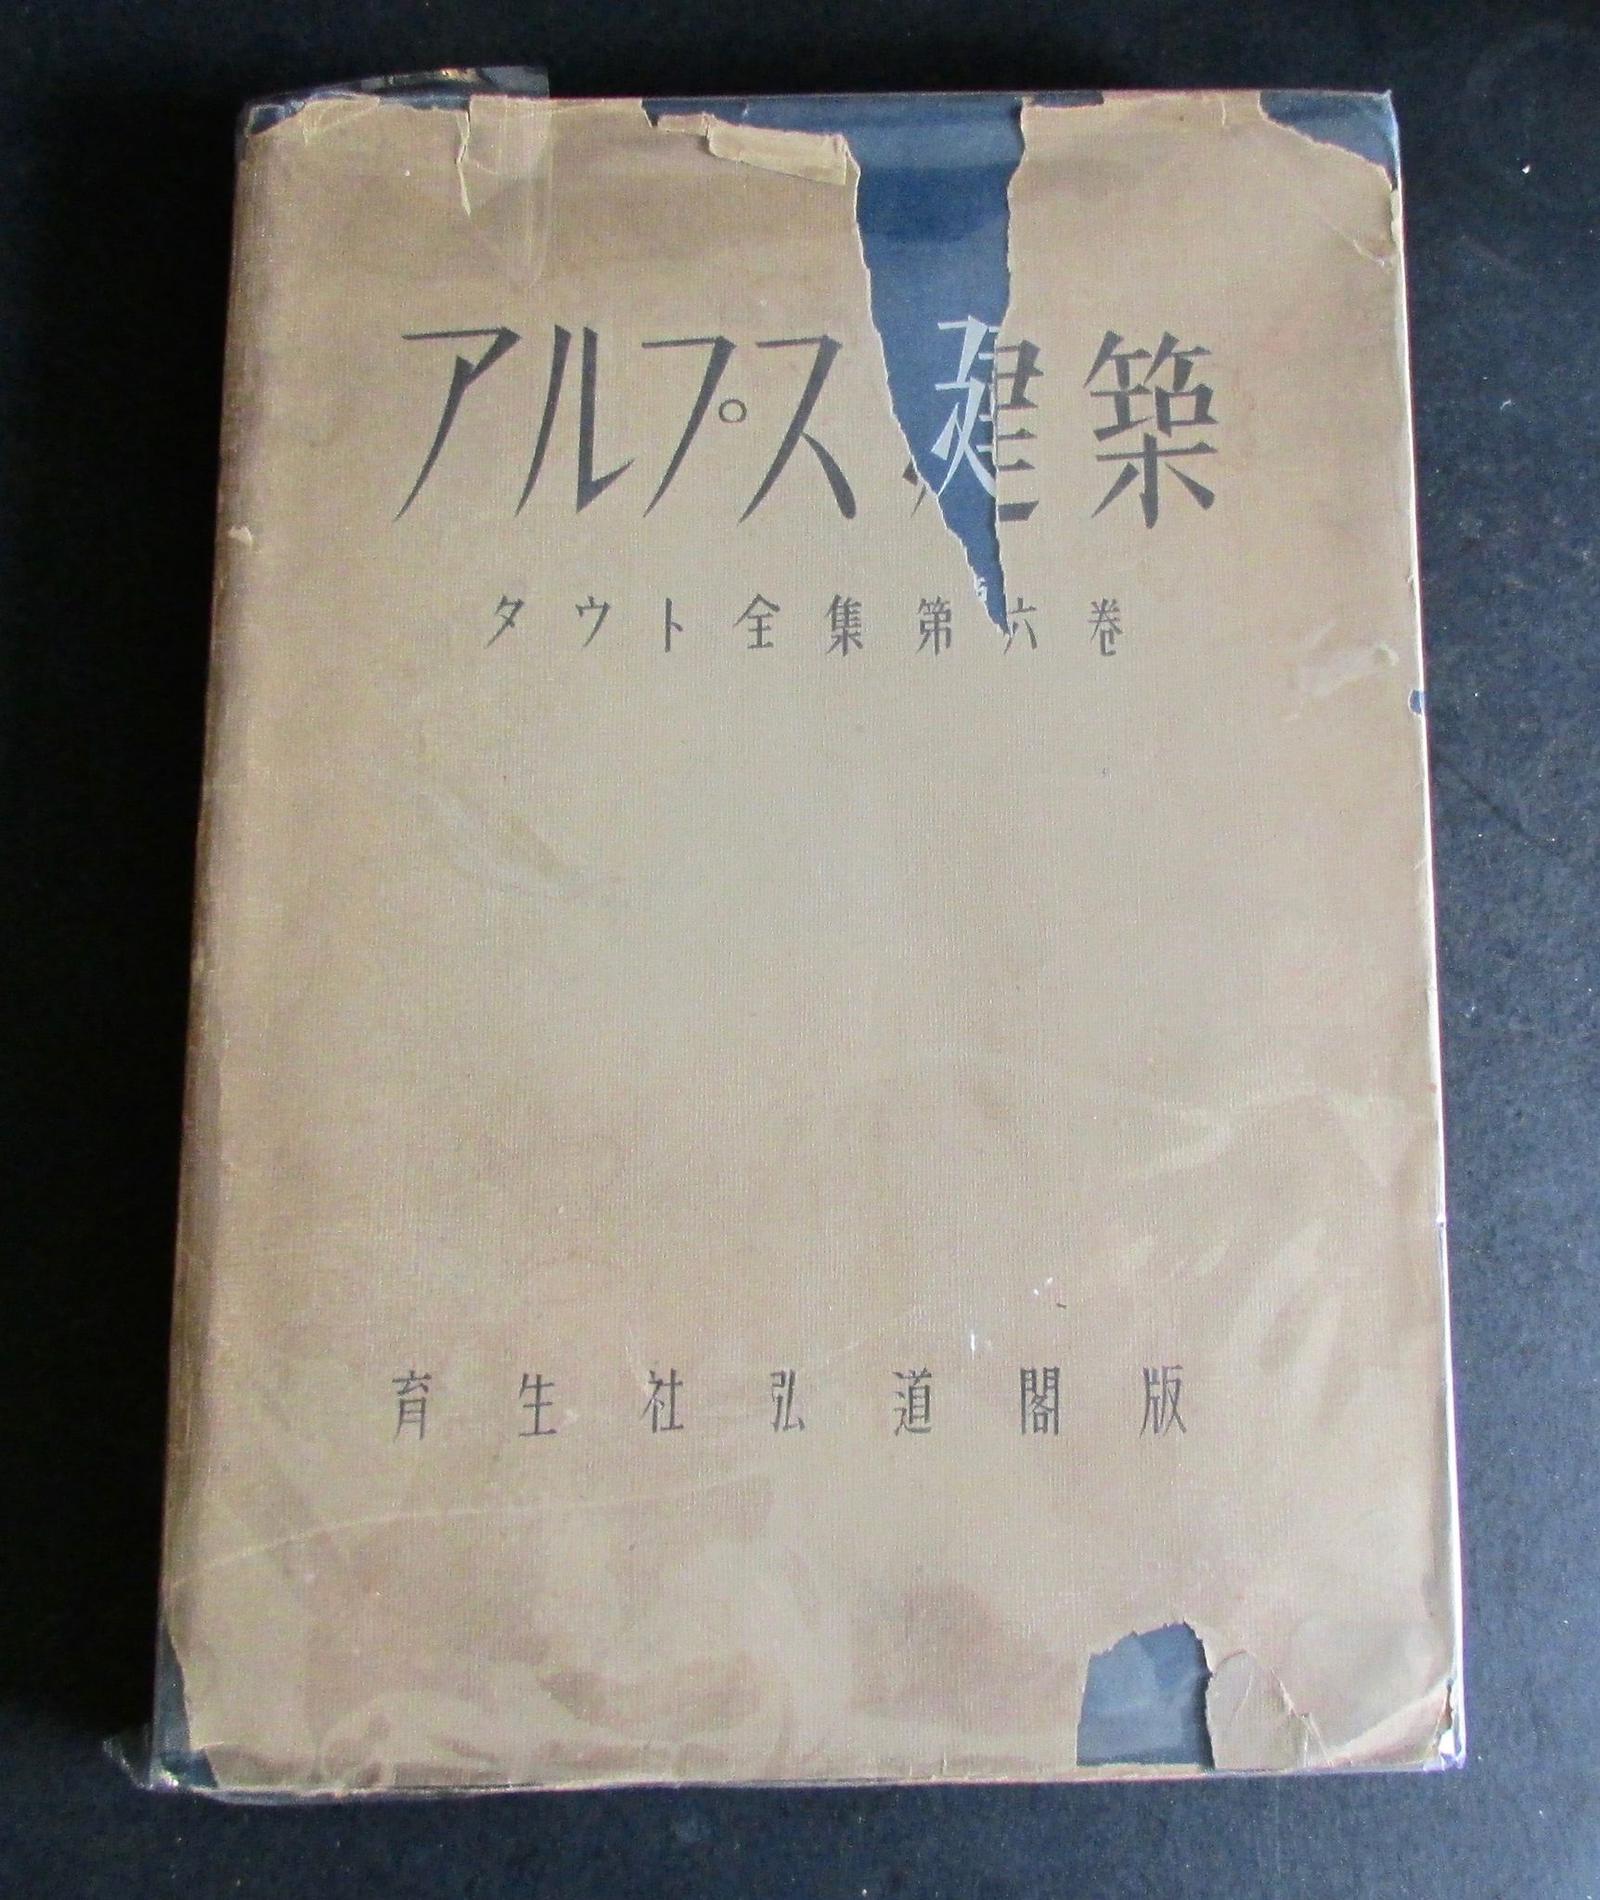 アルプス建築
タウト全集第六巻
育生社弘道閣版